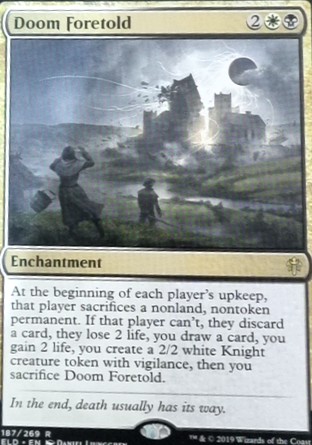 Doom Foretold 2
Enchantment
At the beginning of each player's upkeep,
that player sacrifices a nonland, nontoken
permanent. If that player can't, they discard
a card, they lose 2 life, you draw a card, you
gain 2 life, you create a 2/2 white Knight
creature token with vigilance, then you
sacrifice Doom Foretold.
In the end, death usually has its way.
187/269 R
ELD • EN DANIEL LJUNGGREN
™ & © 2019 Wizards of the Coast